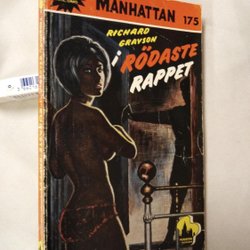 MANHATTAN 175
RICHARD
GRAYSON
i RÖDASTE
RAPPET